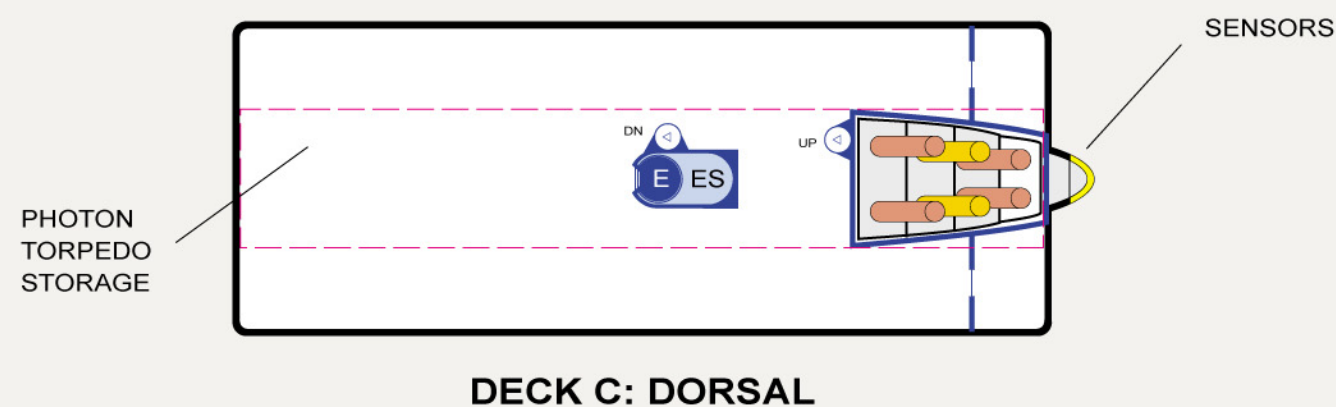 SENSORS
DN
UP
E ES
PHOTON
TORPEDO
STORAGE
DECK C: DORSAL